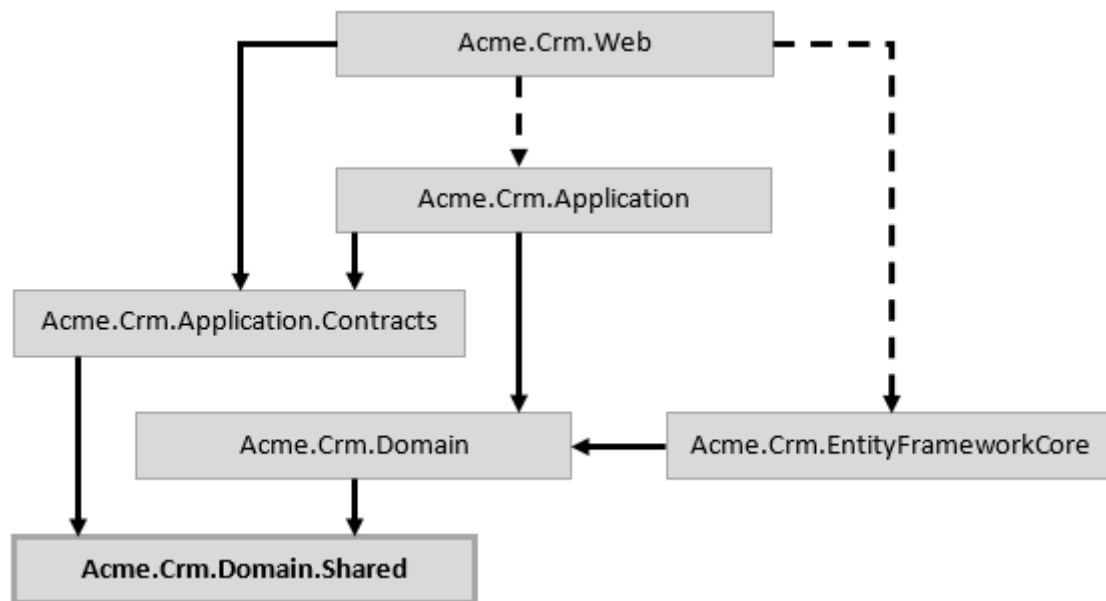 Acme.Crm.Web
Acme.Crm.Application
Acme.Crm.Application.Contracts
Acme.Crm.Domain
Acme.Crm.EntityFrameworkCore
Acme.Crm.Domain.Shared